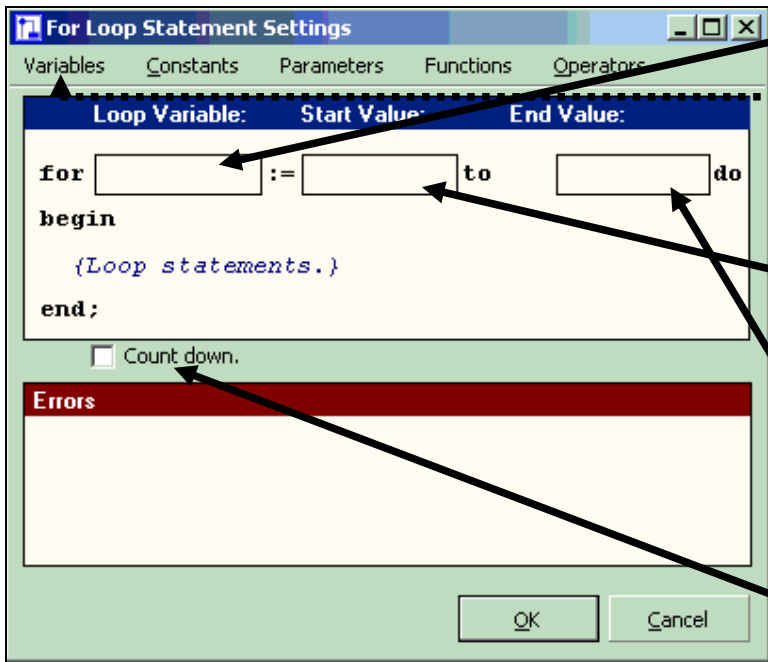 For Loop Statement Settings
Variables Constants Parameters Functions Operators
Loop Variable: Start Value: End Value:
for := to do
begin
{Loop statements.}
end;
Count down.
Errors
OK Cancel